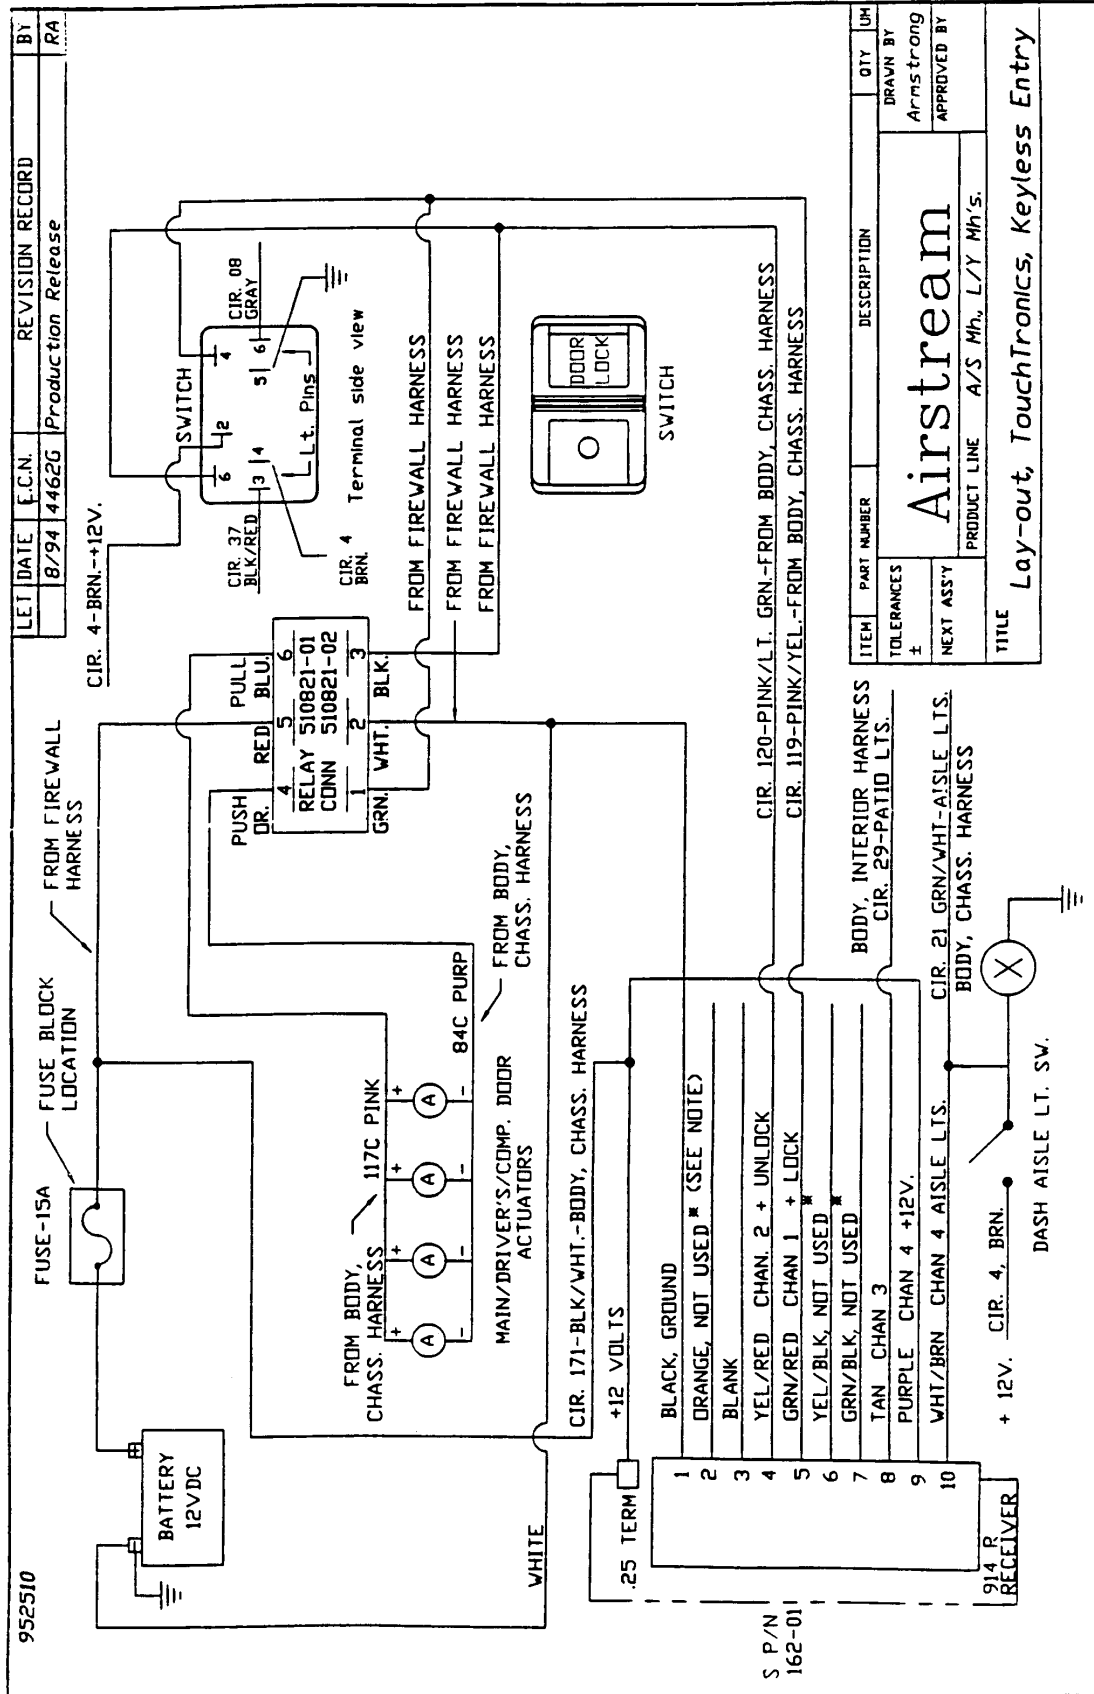 952510
LET DATE E.C.N. REVISION RECORD BY
8/94 4462G Production Release RA
FUSE-15A
FUSE BLOCK
LOCATION
FROM FIREWALL
HARNESS
CIR. 4-BRN.-+12V.
BATTERY
12VDC
SWITCH
6 2 4
3 4 5 6
CIR. 37
BLK/RED
CIR. 08
GRAY
Lt. Pins
CIR. 4
BRN.
Terminal side view
PUSH PULL
OR. RED BLU.
4 5 6
RELAY 510821-01
CONN 510821-02
1 2 3
GRN. WHT. BLK.
FROM FIREWALL HARNESS
FROM FIREWALL HARNESS
FROM FIREWALL HARNESS
FROM BODY,
CHASS. HARNESS
117C PINK
+ + + +
A A A A
- - - -
84C PURP
FROM BODY,
CHASS. HARNESS
MAIN/DRIVER'S/COMP. DOOR
ACTUATORS
DOOR
LOCK
SWITCH
WHITE
CIR. 171-BLK/WHT.-BODY, CHASS. HARNESS
+12 VOLTS
.25 TERM
1 BLACK, GROUND
2 ORANGE, NOT USED * (SEE NOTE)
3 BLANK
4 YEL/RED CHAN. 2 + UNLOCK
5 GRN/RED CHAN 1 + LOCK
6 YEL/BLK, NOT USED *
7 GRN/BLK, NOT USED *
8 TAN CHAN 3
9 PURPLE CHAN 4 +12V.
10 WHT/BRN CHAN 4 AISLE LTS.
914 R
RECEIVER
S P/N
162-01
CIR. 120-PINK/LT. GRN.-FROM BODY, CHASS. HARNESS
CIR. 119-PINK/YEL.-FROM BODY, CHASS. HARNESS
BODY, INTERIOR HARNESS
CIR. 29-PATIO LTS.
CIR. 21 GRN/WHT-AISLE LTS.
BODY, CHASS. HARNESS
X
+ 12V. CIR. 4, BRN.
DASH AISLE LT. SW.
ITEM PART NUMBER DESCRIPTION QTY UM
TOLERANCES
±
NEXT ASS'Y
Airstream
PRODUCT LINE A/S Mh., L/Y Mh's.
DRAWN BY
Armstrong
APPROVED BY
TITLE
Lay-out, TouchTronics, Keyless Entry